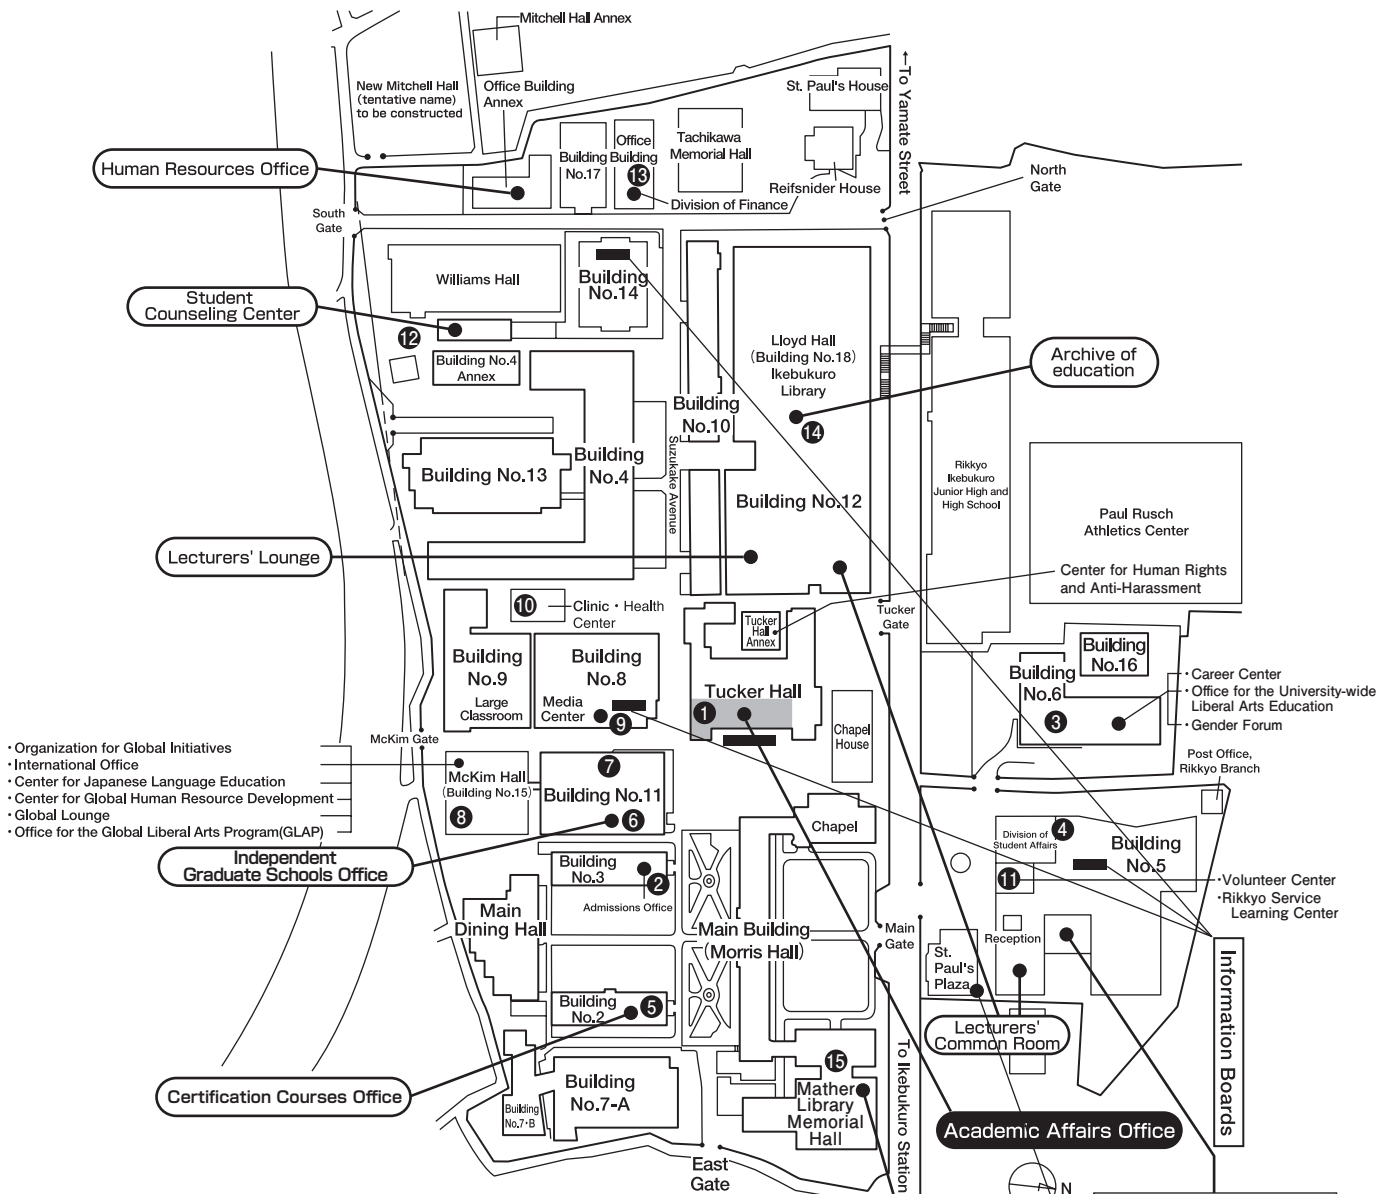 Mitchell Hall Annex
New Mitchell Hall
(tentative name)
to be constructed
Office Building
Annex
St. Paul's House
←To Yamate Street
Human Resources Office
Building
No.17
Office
Building
13
Tachikawa
Memorial Hall
Reifsnider House
Division of Finance
North
Gate
South
Gate
Williams Hall
Building
No.14
Student
Counseling Center
12
Building No.4
Annex
Lloyd Hall
(Building No.18)
Ikebukuro
Library
Archive of
education
14
Building
No.10
Suzukake Avenue
Building No.13
Building
No.4
Building No.12
Rikkyo
Ikebukuro
Junior High and
High School
Paul Rusch
Athletics Center
Lecturers' Lounge
Center for Human Rights
and Anti-Harassment
10
Clinic・Health
Center
Tucker
Hall
Annex
Tucker
Gate
Building
No.9
Large
Classroom
Building
No.8
Media
Center
9
Tucker Hall
1
Chapel
House
Building
No.16
Building
No.6
3
・Career Center
・Office for the University-wide
Liberal Arts Education
・Gender Forum
McKim Gate
・Organization for Global Initiatives
・International Office
・Center for Japanese Language Education
・Center for Global Human Resource Development
・Global Lounge
・Office for the Global Liberal Arts Program(GLAP)
McKim Hall
(Building No.15)
8
7
Building No.11
6
Post Office,
Rikkyo Branch
Chapel
Independent
Graduate Schools Office
Building
No.3
2
Admissions Office
Division of
Student Affairs
4
Building
No.5
11
・Volunteer Center
・Rikkyo Service
Learning Center
Main
Dining Hall
Main Building
(Morris Hall)
Main
Gate
Reception
St.
Paul's
Plaza
Information Boards
Building
No.2
5
Lecturers'
Common Room
To Ikebukuro Station
Certification Courses Office
Building
No.7-A
Building
No.7・B
15
Mather
Library
Memorial
Hall
Academic Affairs Office
East
Gate
N